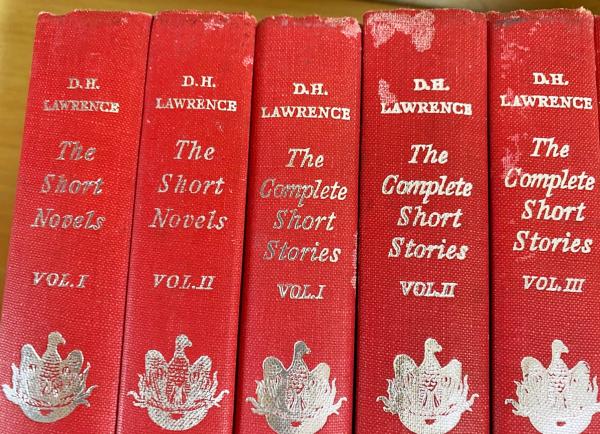 D.H.
LAWRENCE
The
Short
Novels
VOL.I
D.H.
LAWRENCE
The
Short
Novels
VOL.II
D.H.
LAWRENCE
The
Complete
Short
Stories
VOL.I
D.H.
LAWRENCE
The
Complete
Short
Stories
VOL.II
D.H.
LAWRENCE
The
Complete
Short
Stories
VOL.III